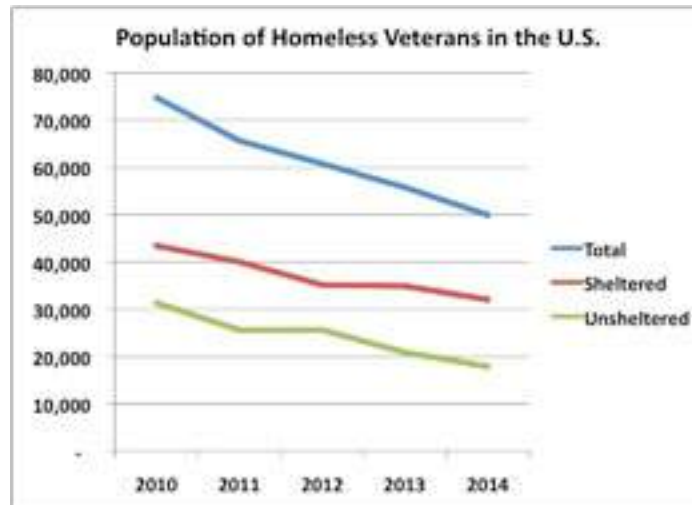 Population of Homeless Veterans in the U.S.
80,000
70,000
60,000
50,000
40,000
30,000
20,000
10,000
-
2010 2011 2012 2013 2014
Total
Sheltered
Unsheltered